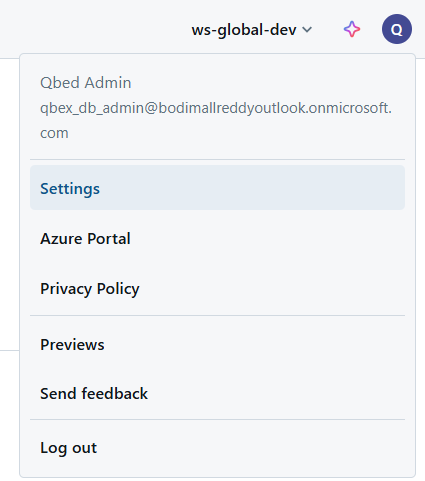 ws-global-dev
Q
Qbed Admin
qbex_db_admin@bodimallreddyoutlook.onmicrosoft.
com
Settings
Azure Portal
Privacy Policy
Previews
Send feedback
Log out